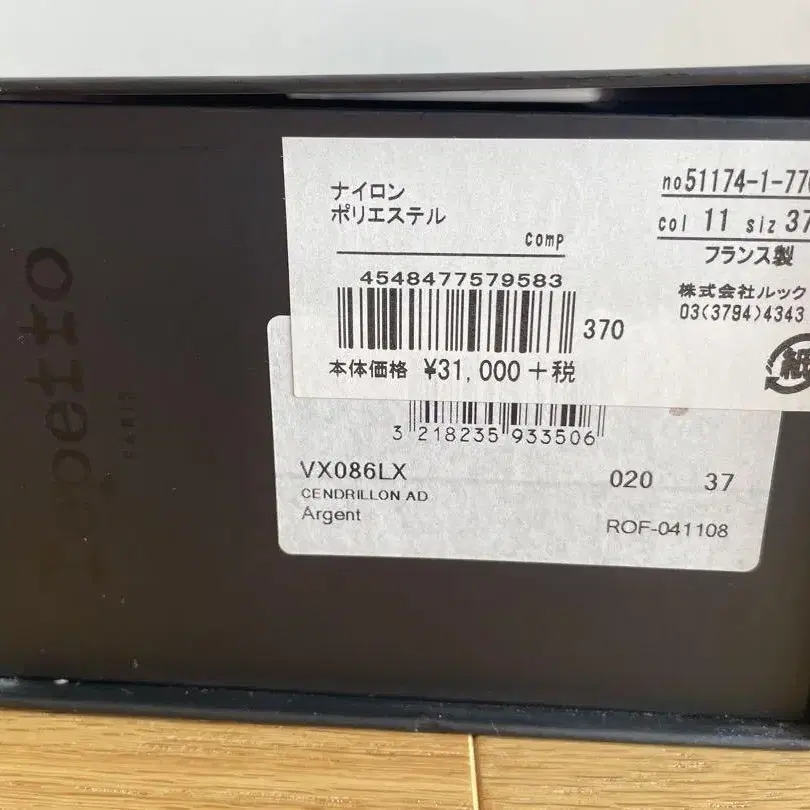 repetto
PARIS
ナイロン
ポリエステル
comp
4548477579583
370
本体価格 ¥31,000+税
no51174-1-77
col 11 siz 37
フランス製
株式会社ルック
03(3794)4343
紙
3 218235 933506
VX086LX 020 37
CENDRILLON AD
Argent
ROF-041108